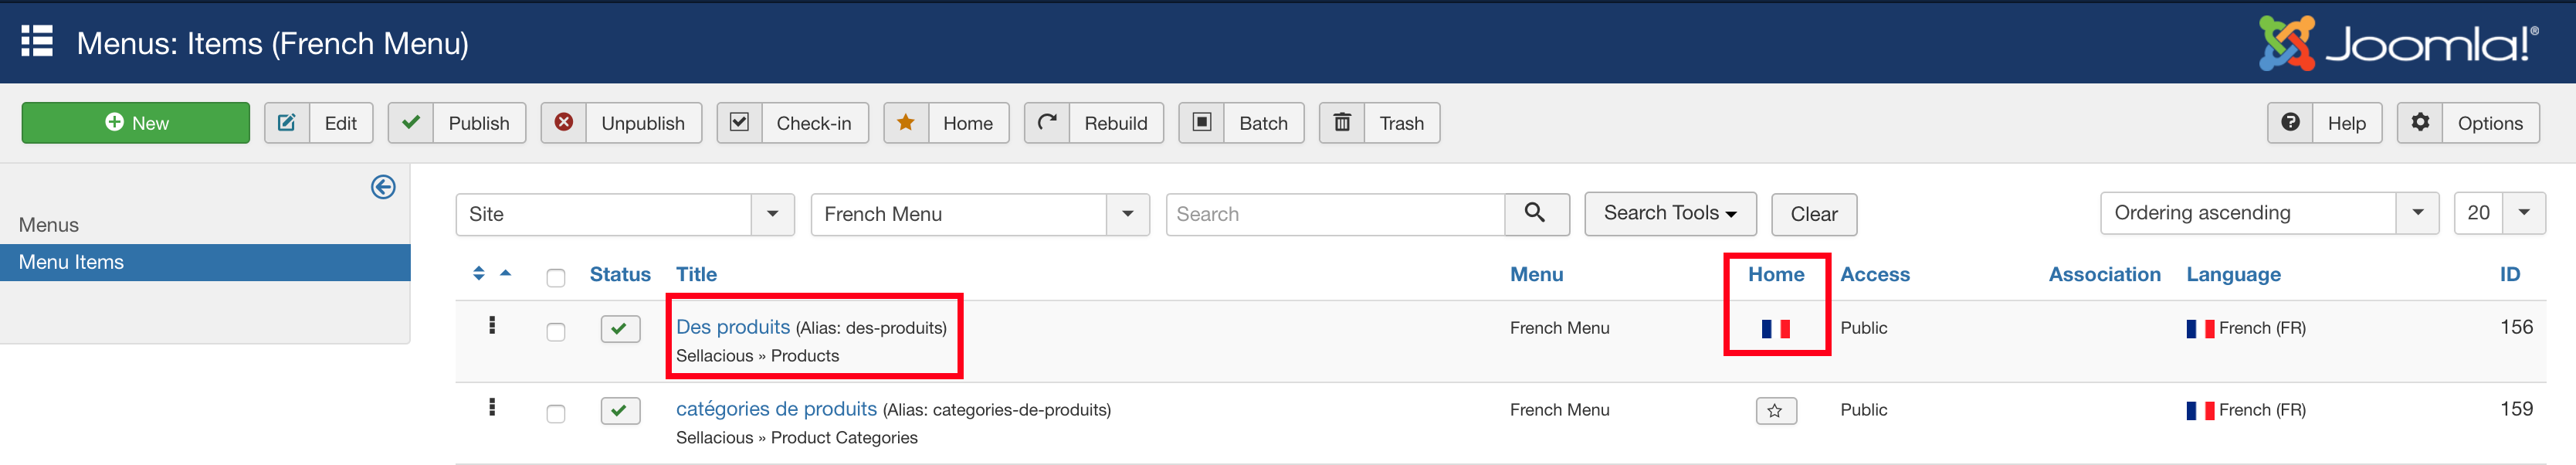 Menus: Items (French Menu)
Joomla!®
New Edit Publish Unpublish Check-in Home Rebuild Batch Trash Help Options
Menus
Menu Items
Site French Menu Search Search Tools Clear Ordering ascending 20
Status Title Menu Home Access Association Language ID
Des produits (Alias: des-produits) French Menu Public French (FR) 156
Sellacious » Products
catégories de produits (Alias: categories-de-produits) French Menu Public French (FR) 159
Sellacious » Product Categories